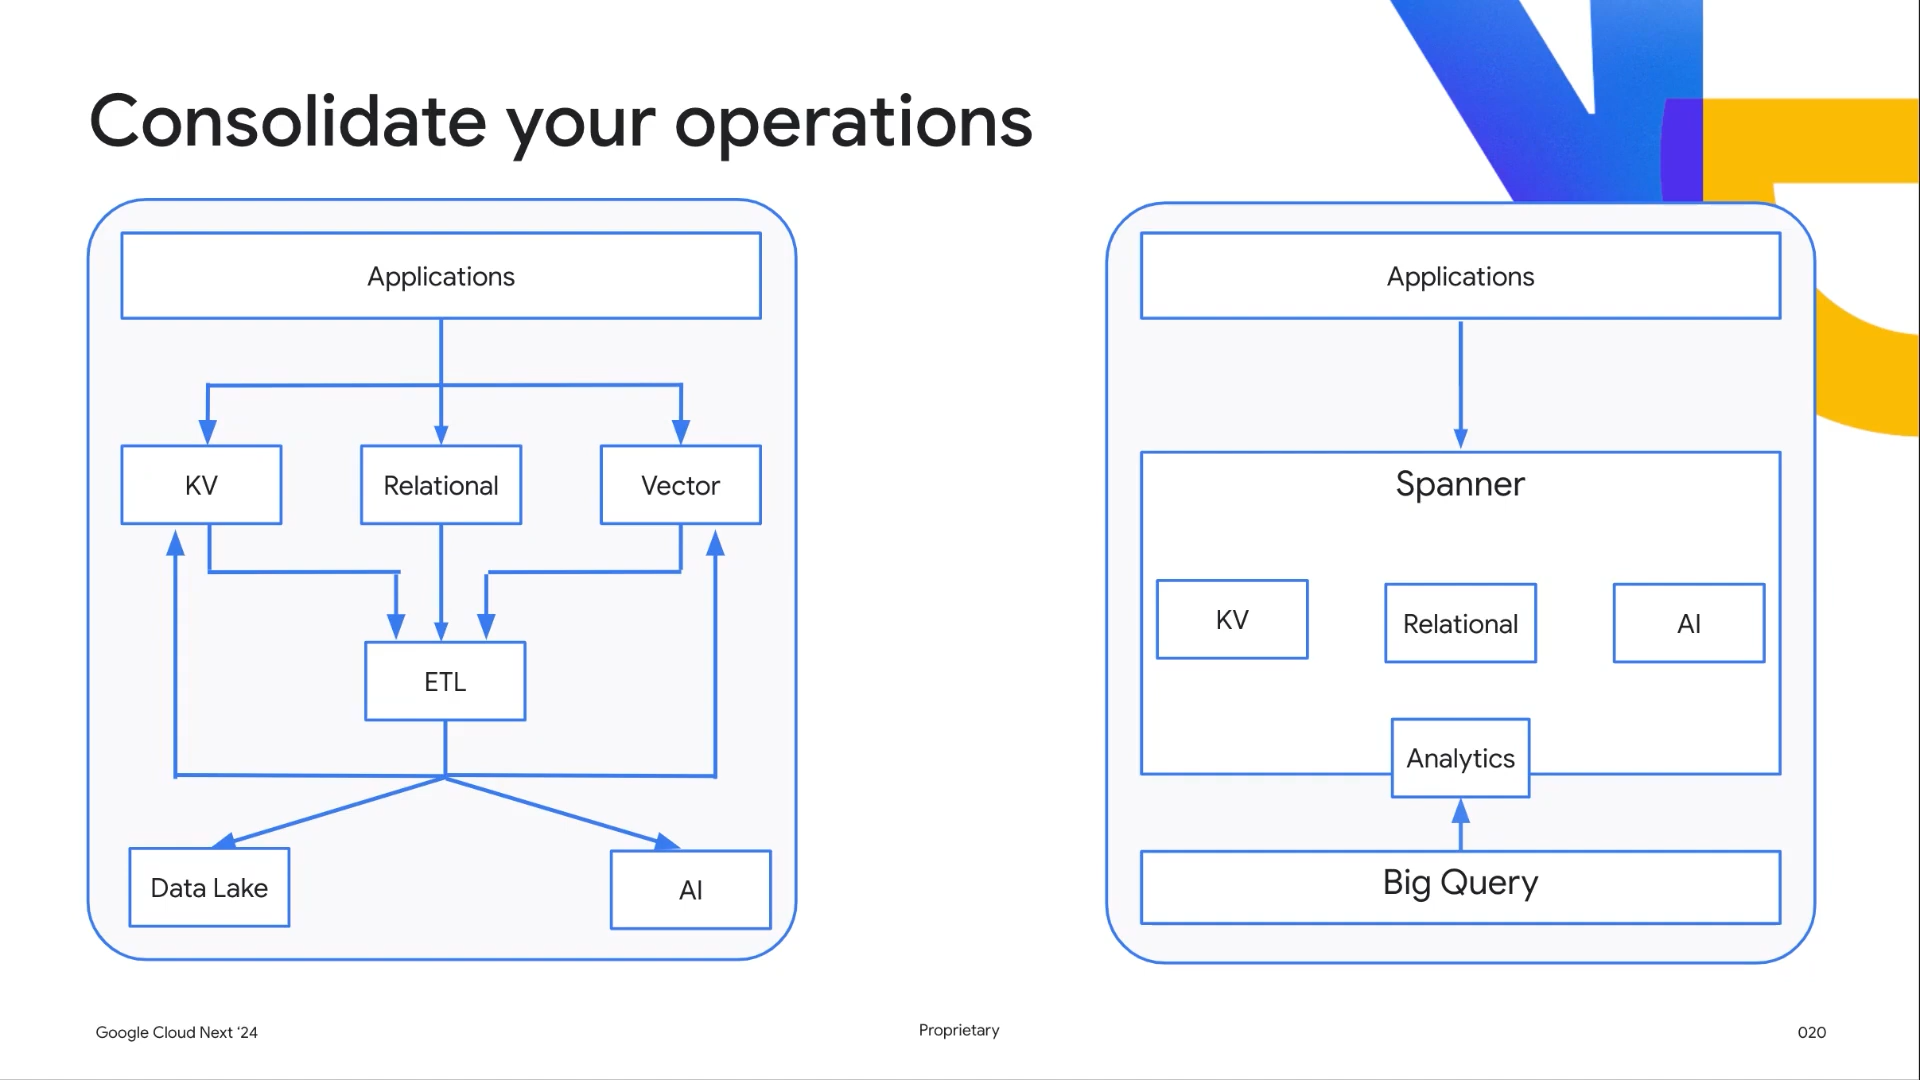 Consolidate your operations
Applications
KV
Relational
Vector
ETL
Data Lake
AI
Applications
Spanner
KV
Relational
AI
Analytics
Big Query
Google Cloud Next ‘24
Proprietary
020